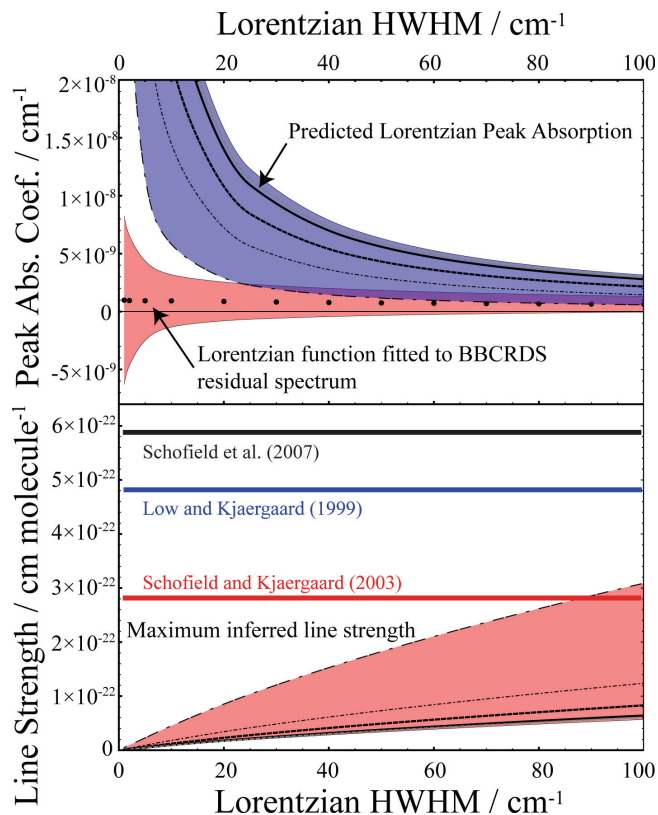 Lorentzian HWHM / cm⁻¹
0 20 40 60 80 100
Peak Abs. Coef. / cm⁻¹
2×10⁻⁸
1.5×10⁻⁸
1×10⁻⁸
5×10⁻⁹
0
-5×10⁻⁹
Predicted Lorentzian Peak Absorption
Lorentzian function fitted to BBCRDS
residual spectrum
Line Strength / cm molecule⁻¹
6×10⁻²²
5×10⁻²²
4×10⁻²²
3×10⁻²²
2×10⁻²²
1×10⁻²²
0
Schofield et al. (2007)
Low and Kjaergaard (1999)
Schofield and Kjaergaard (2003)
Maximum inferred line strength
0 20 40 60 80 100
Lorentzian HWHM / cm⁻¹